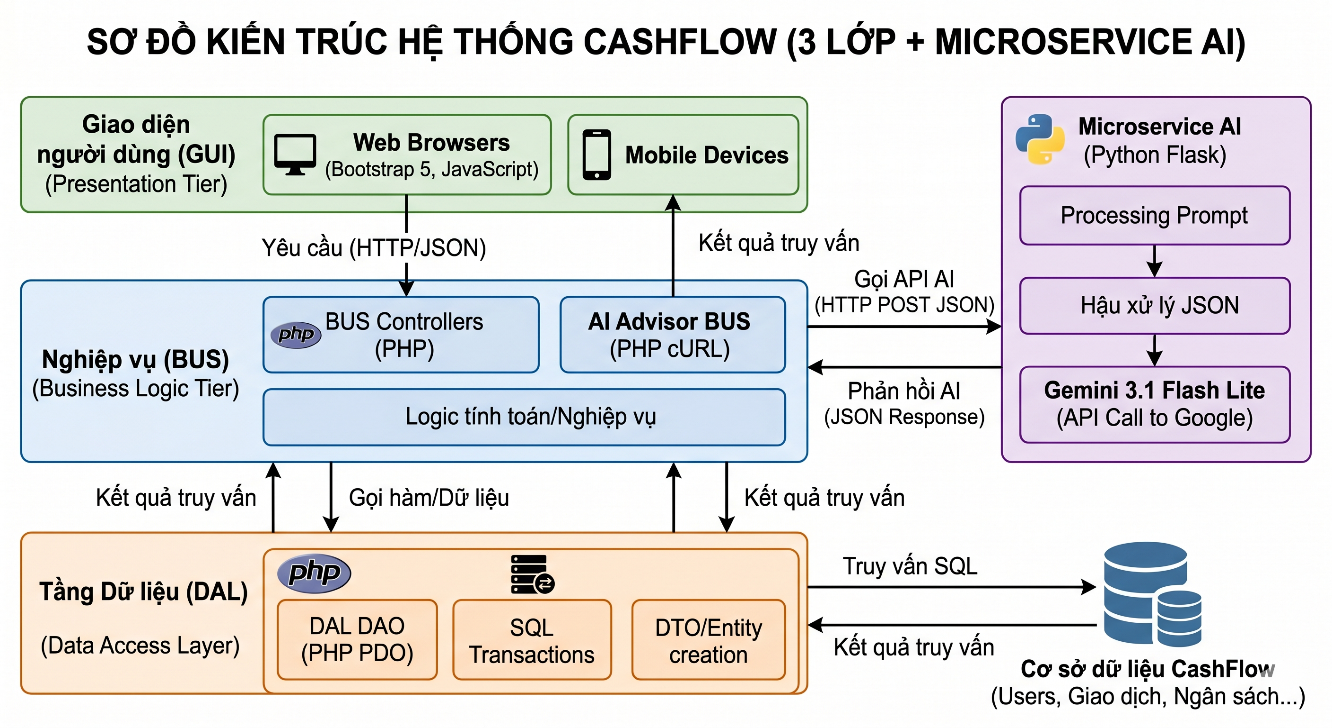 SƠ ĐỒ KIẾN TRÚC HỆ THỐNG CASHFLOW (3 LỚP + MICROSERVICE AI)
Giao diện
người dùng (GUI)
(Presentation Tier)
Web Browsers
(Bootstrap 5, JavaScript)
Mobile Devices
Microservice AI
(Python Flask)
Processing Prompt
Hậu xử lý JSON
Gemini 3.1 Flash Lite
(API Call to Google)
Yêu cầu (HTTP/JSON)
Kết quả truy vấn
Gọi API AI
(HTTP POST JSON)
Phản hồi AI
(JSON Response)
Nghiệp vụ (BUS)
(Business Logic Tier)
php
BUS Controllers
(PHP)
AI Advisor BUS
(PHP cURL)
Logic tính toán/Nghiệp vụ
Kết quả truy vấn
Gọi hàm/Dữ liệu
Kết quả truy vấn
Tầng Dữ liệu (DAL)
(Data Access Layer)
php
DAL DAO
(PHP PDO)
SQL
Transactions
DTO/Entity
creation
Truy vấn SQL
Kết quả truy vấn
Cơ sở dữ liệu CashFlow
(Users, Giao dịch, Ngân sách...)